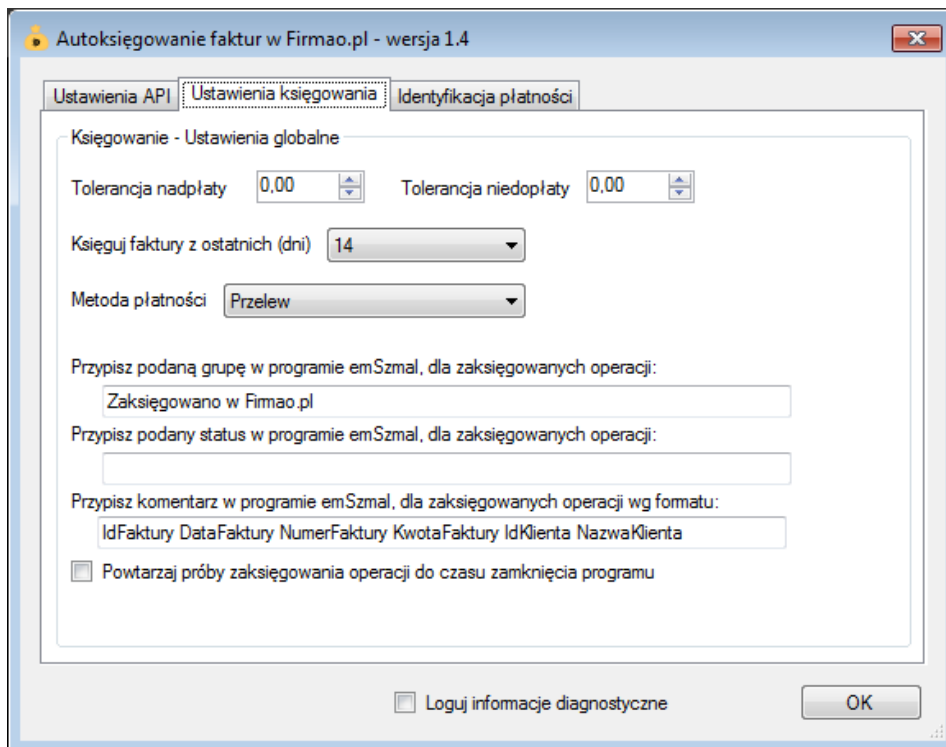 Autoksięgowanie faktur w Firmao.pl - wersja 1.4
Ustawienia API Ustawienia księgowania Identyfikacja płatności
Księgowanie - Ustawienia globalne
Tolerancja nadpłaty 0,00 Tolerancja niedopłaty 0,00
Księguj faktury z ostatnich (dni) 14
Metoda płatności Przelew
Przypisz podaną grupę w programie emSzmal, dla zaksięgowanych operacji:
Zaksięgowano w Firmao.pl
Przypisz podany status w programie emSzmal, dla zaksięgowanych operacji:
Przypisz komentarz w programie emSzmal, dla zaksięgowanych operacji wg formatu:
IdFaktury DataFaktury NumerFaktury KwotaFaktury IdKlienta NazwaKlienta
Powtarzaj próby zaksięgowania operacji do czasu zamknięcia programu
Loguj informacje diagnostyczne OK